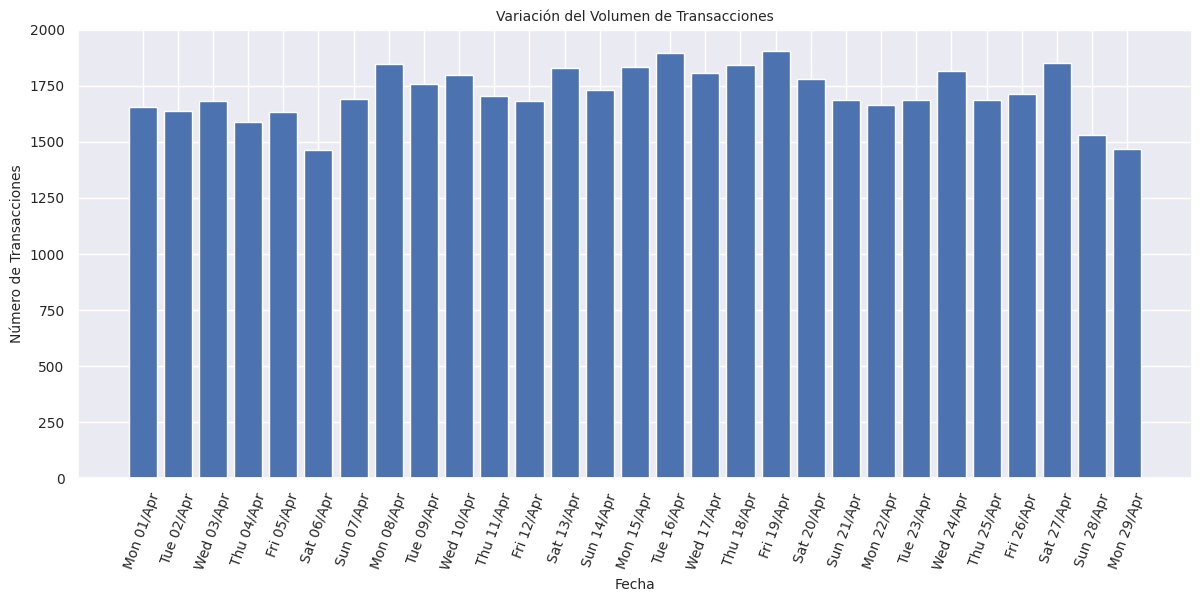 Variación del Volumen de Transacciones
2000
1750
1500
1250
1000
750
500
250
0
Número de Transacciones
Mon 01/Apr
Tue 02/Apr
Wed 03/Apr
Thu 04/Apr
Fri 05/Apr
Sat 06/Apr
Sun 07/Apr
Mon 08/Apr
Tue 09/Apr
Wed 10/Apr
Thu 11/Apr
Fri 12/Apr
Sat 13/Apr
Sun 14/Apr
Mon 15/Apr
Tue 16/Apr
Wed 17/Apr
Thu 18/Apr
Fri 19/Apr
Sat 20/Apr
Sun 21/Apr
Mon 22/Apr
Tue 23/Apr
Wed 24/Apr
Thu 25/Apr
Fri 26/Apr
Sat 27/Apr
Sun 28/Apr
Mon 29/Apr
Fecha